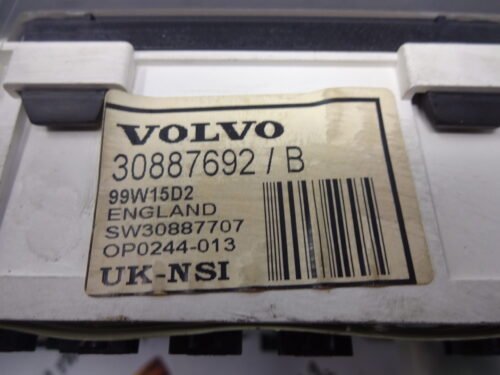 VOLVO
30887692 / B
99W15D2
ENGLAND
SW30887707
OP0244-013
UK-NSI